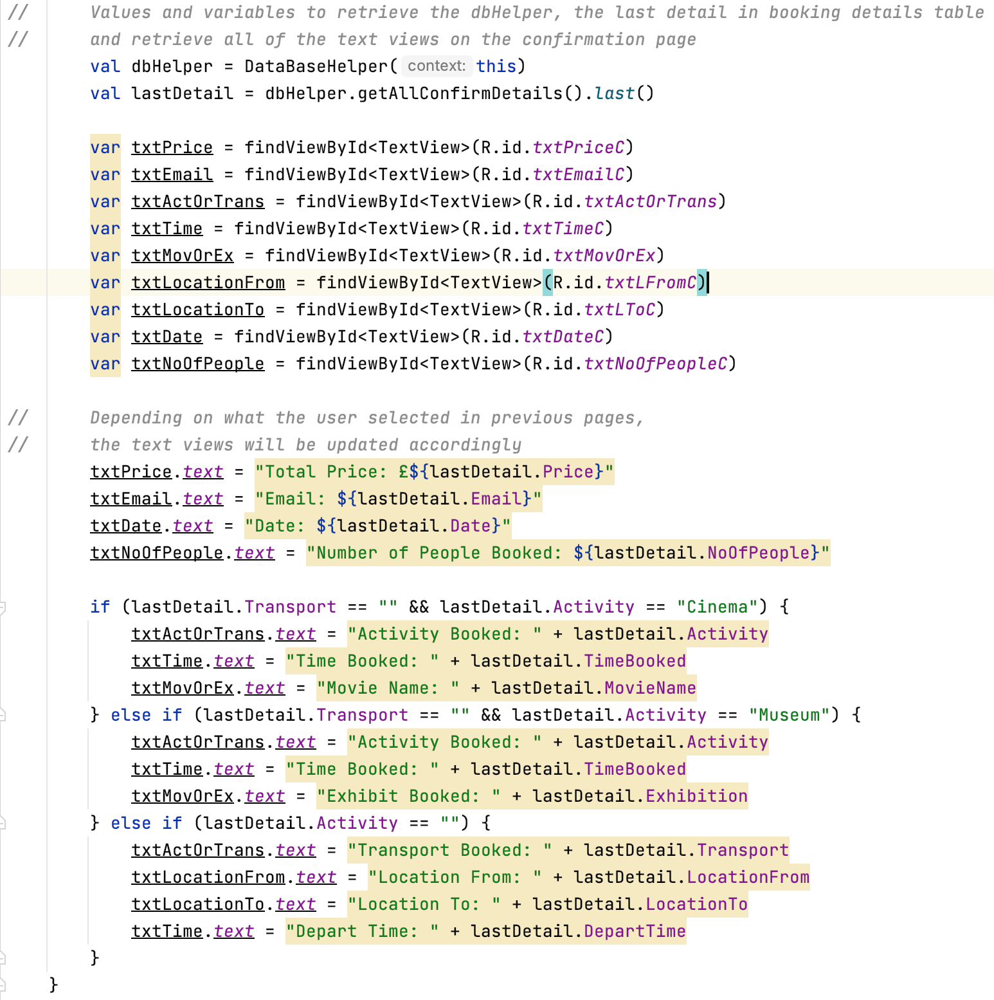 //      Values and variables to retrieve the dbHelper, the last detail in booking details table
//      and retrieve all of the text views on the confirmation page
        val dbHelper = DataBaseHelper( context: this)
        val lastDetail = dbHelper.getAllConfirmDetails().last()
        var txtPrice = findViewById<TextView>(R.id.txtPriceC)
        var txtEmail = findViewById<TextView>(R.id.txtEmailC)
        var txtActOrTrans = findViewById<TextView>(R.id.txtActOrTrans)
        var txtTime = findViewById<TextView>(R.id.txtTimeC)
        var txtMovOrEx = findViewById<TextView>(R.id.txtMovOrEx)
        var txtLocationFrom = findViewById<TextView>(R.id.txtLFromC)
        var txtLocationTo = findViewById<TextView>(R.id.txtLToC)
        var txtDate = findViewById<TextView>(R.id.txtDateC)
        var txtNoOfPeople = findViewById<TextView>(R.id.txtNoOfPeopleC)
//      Depending on what the user selected in previous pages,
//      the text views will be updated accordingly
        txtPrice.text = "Total Price: £${lastDetail.Price}"
        txtEmail.text = "Email: ${lastDetail.Email}"
        txtDate.text = "Date: ${lastDetail.Date}"
        txtNoOfPeople.text = "Number of People Booked: ${lastDetail.NoOfPeople}"
        if (lastDetail.Transport == "" && lastDetail.Activity == "Cinema") {
            txtActOrTrans.text = "Activity Booked: " + lastDetail.Activity
            txtTime.text = "Time Booked: " + lastDetail.TimeBooked
            txtMovOrEx.text = "Movie Name: " + lastDetail.MovieName
        } else if (lastDetail.Transport == "" && lastDetail.Activity == "Museum") {
            txtActOrTrans.text = "Activity Booked: " + lastDetail.Activity
            txtTime.text = "Time Booked: " + lastDetail.TimeBooked
            txtMovOrEx.text = "Exhibit Booked: " + lastDetail.Exhibition
        } else if (lastDetail.Activity == "") {
            txtActOrTrans.text = "Transport Booked: " + lastDetail.Transport
            txtLocationFrom.text = "Location From: " + lastDetail.LocationFrom
            txtLocationTo.text = "Location To: " + lastDetail.LocationTo
            txtTime.text = "Depart Time: " + lastDetail.DepartTime
        }
    }